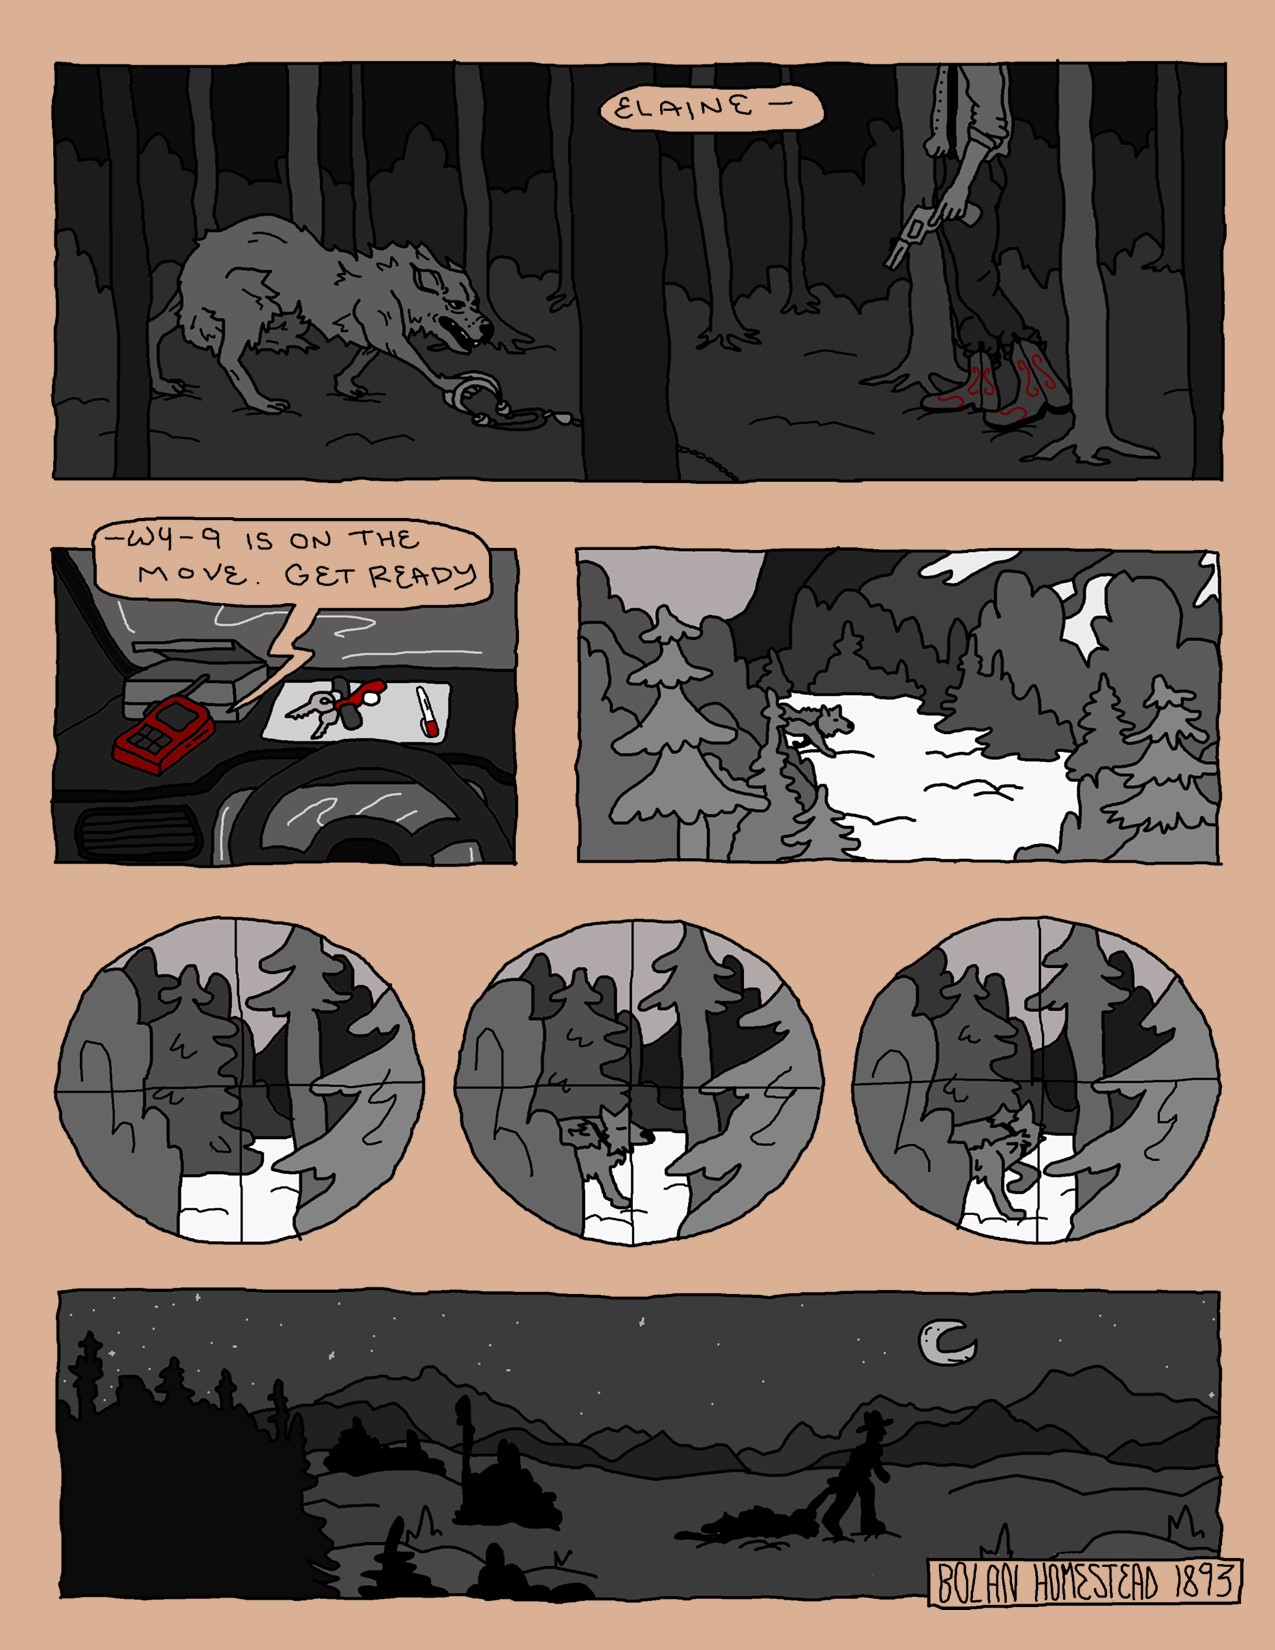 ELAINE —
—W4-9 IS ON THE
MOVE. GET READY
BOLAN HOMESTEAD 1893